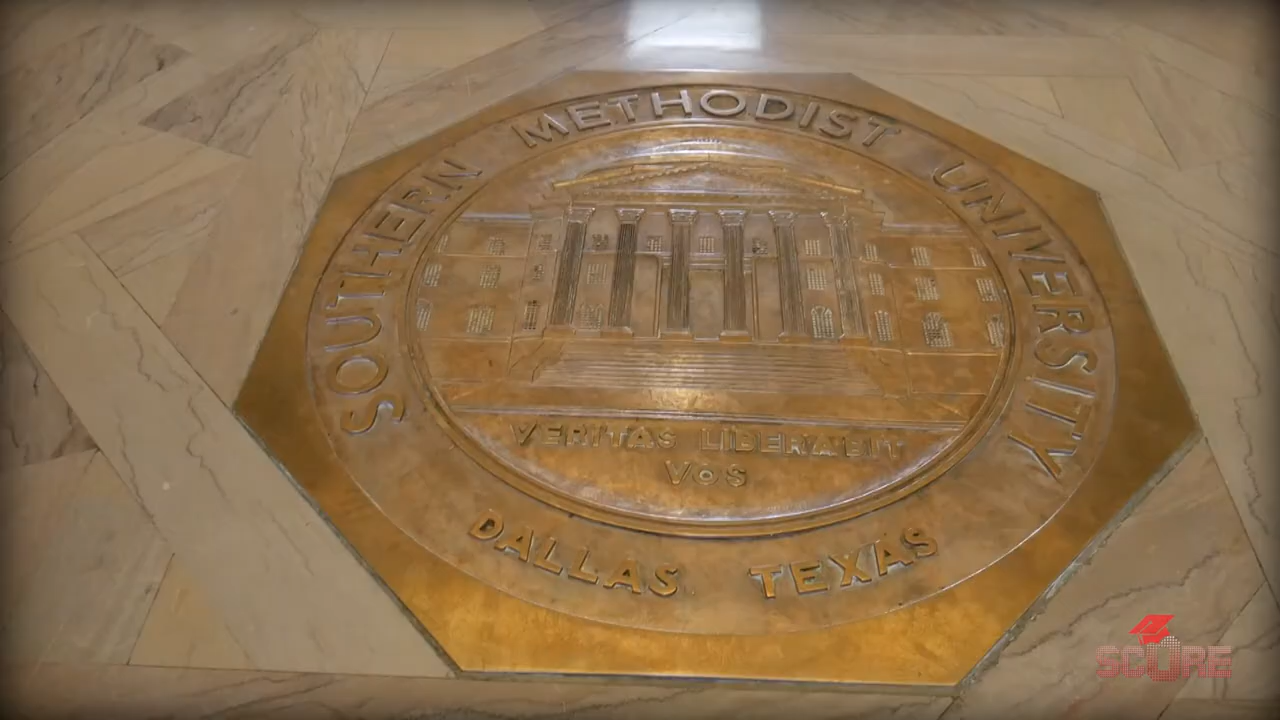 SOUTHERN METHODIST UNIVERSITY
VERITAS LIBERABIT
VOS
DALLAS TEXAS
SCORE